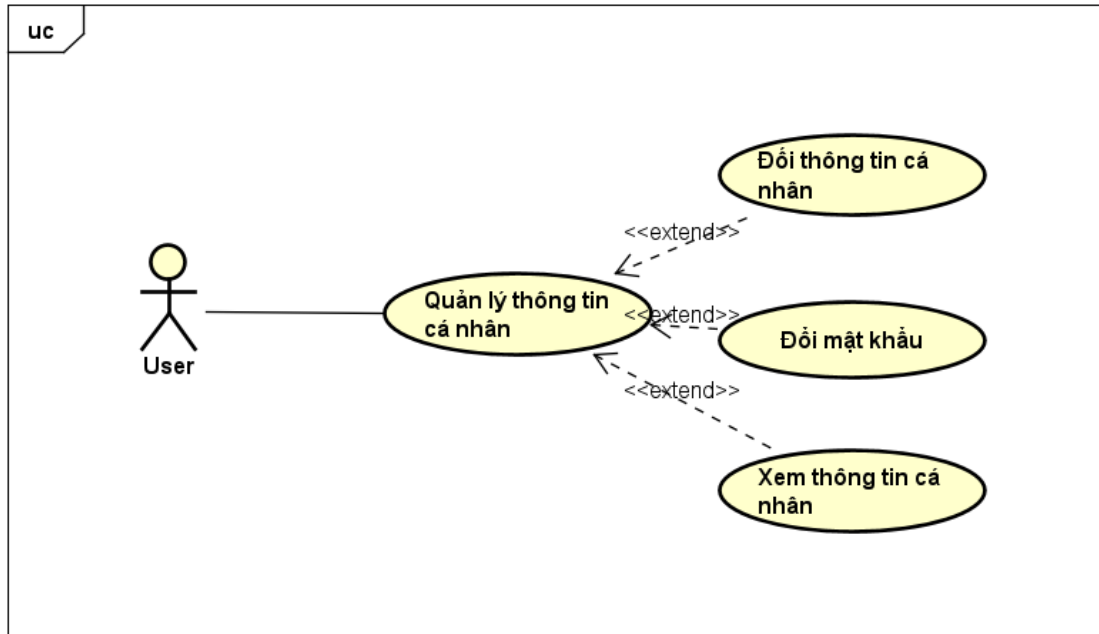 uc
Đổi thông tin cá
nhân
<<extend>>
Quản lý thông tin
cá nhân
<<extend>>
Đổi mật khẩu
User
<<extend>>
Xem thông tin cá
nhân